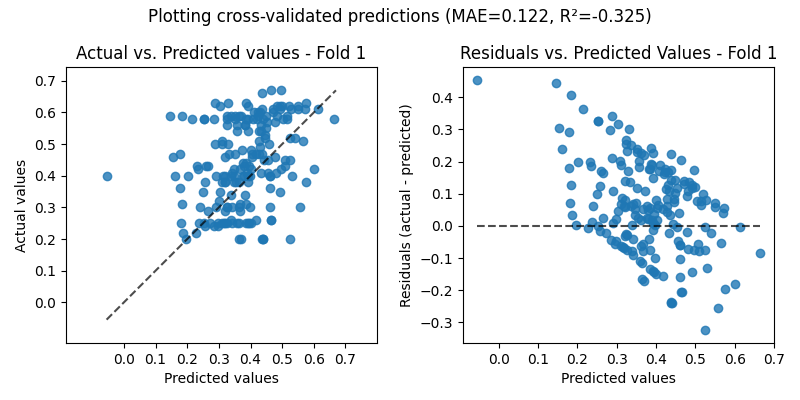 Plotting cross-validated predictions (MAE=0.122, R²=-0.325)
Actual vs. Predicted values - Fold 1
Actual values
0.7
0.6
0.5
0.4
0.3
0.2
0.1
0.0
0.0 0.1 0.2 0.3 0.4 0.5 0.6 0.7
Predicted values
Residuals vs. Predicted Values - Fold 1
Residuals (actual - predicted)
0.4
0.3
0.2
0.1
0.0
−0.1
−0.2
−0.3
0.0 0.1 0.2 0.3 0.4 0.5 0.6 0.7
Predicted values